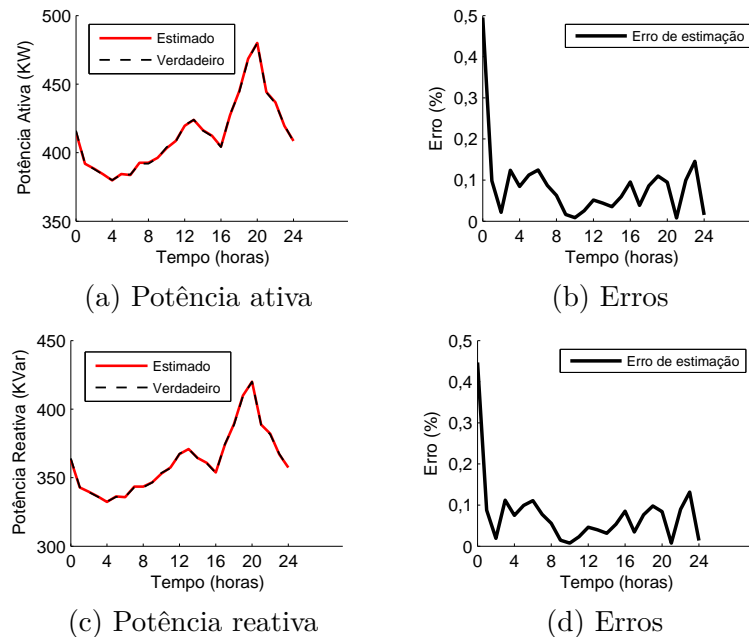 500
450
400
350
Potência Ativa (KW)
Estimado
Verdadeiro
0 4 8 12 16 20 24
Tempo (horas)
(a) Potência ativa
0,5
0,4
0,3
0,2
0,1
0
Erro (%)
Erro de estimação
0 4 8 12 16 20 24
Tempo (horas)
(b) Erros
450
400
350
300
Potência Reativa (KVar)
Estimado
Verdadeiro
0 4 8 12 16 20 24
Tempo (horas)
(c) Potência reativa
0,5
0,4
0,3
0,2
0,1
0
Erro (%)
Erro de estimação
0 4 8 12 16 20 24
Tempo (horas)
(d) Erros